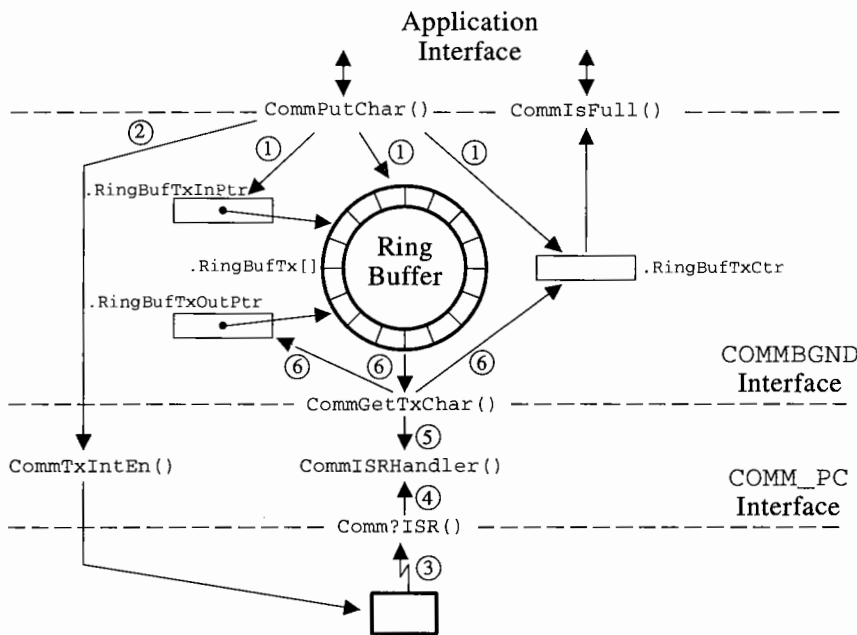 Application
Interface
CommPutChar()
CommIsFull()
②
①
①
①
.RingBufTxInPtr
.RingBufTx[]
Ring
Buffer
.RingBufTxCtr
.RingBufTxOutPtr
⑥
⑥
⑥
COMMBGND
Interface
CommGetTxChar()
⑤
CommTxIntEn()
CommISRHandler()
COMM_PC
Interface
④
Comm?ISR()
③